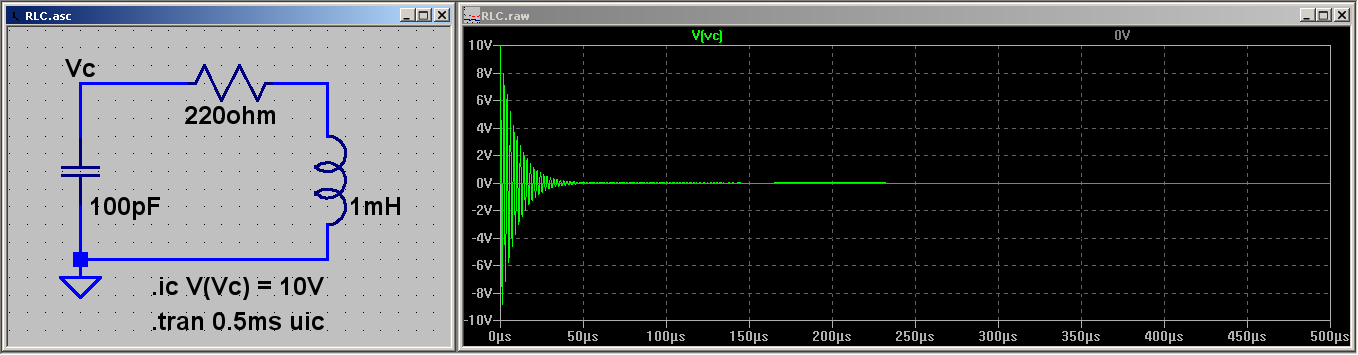 RLC.asc
Vc
220ohm
100pF
1mH
.ic V(Vc) = 10V
.tran 0.5ms uic
RLC.raw
V(vc) 0V
10V
8V
6V
4V
2V
0V
-2V
-4V
-6V
-8V
-10V
0µs 50µs 100µs 150µs 200µs 250µs 300µs 350µs 400µs 450µs 500µs